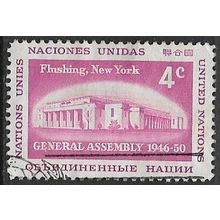 NACIONES UNIDAS 聯合國
NATIONS UNIES
Flushing, New York
4c
UNITED NATIONS
GENERAL ASSEMBLY 1946-50
ОБЪЕДИНЕННЫЕ НАЦИИ